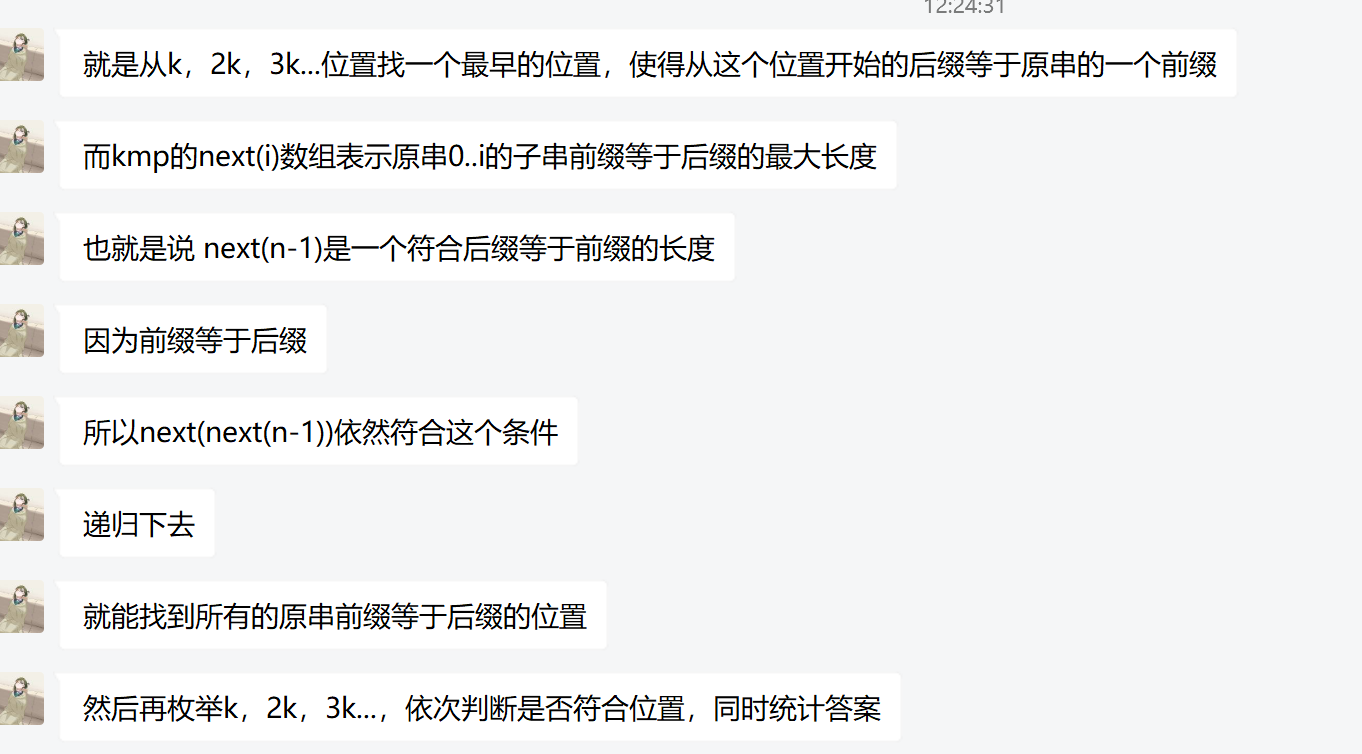 12:24:31
就是从k，2k，3k...位置找一个最早的位置，使得从这个位置开始的后缀等于原串的一个前缀
而kmp的next(i)数组表示原串0..i的子串前缀等于后缀的最大长度
也就是说 next(n-1)是一个符合后缀等于前缀的长度
因为前缀等于后缀
所以next(next(n-1))依然符合这个条件
递归下去
就能找到所有的原串前缀等于后缀的位置
然后再枚举k，2k，3k...，依次判断是否符合位置，同时统计答案